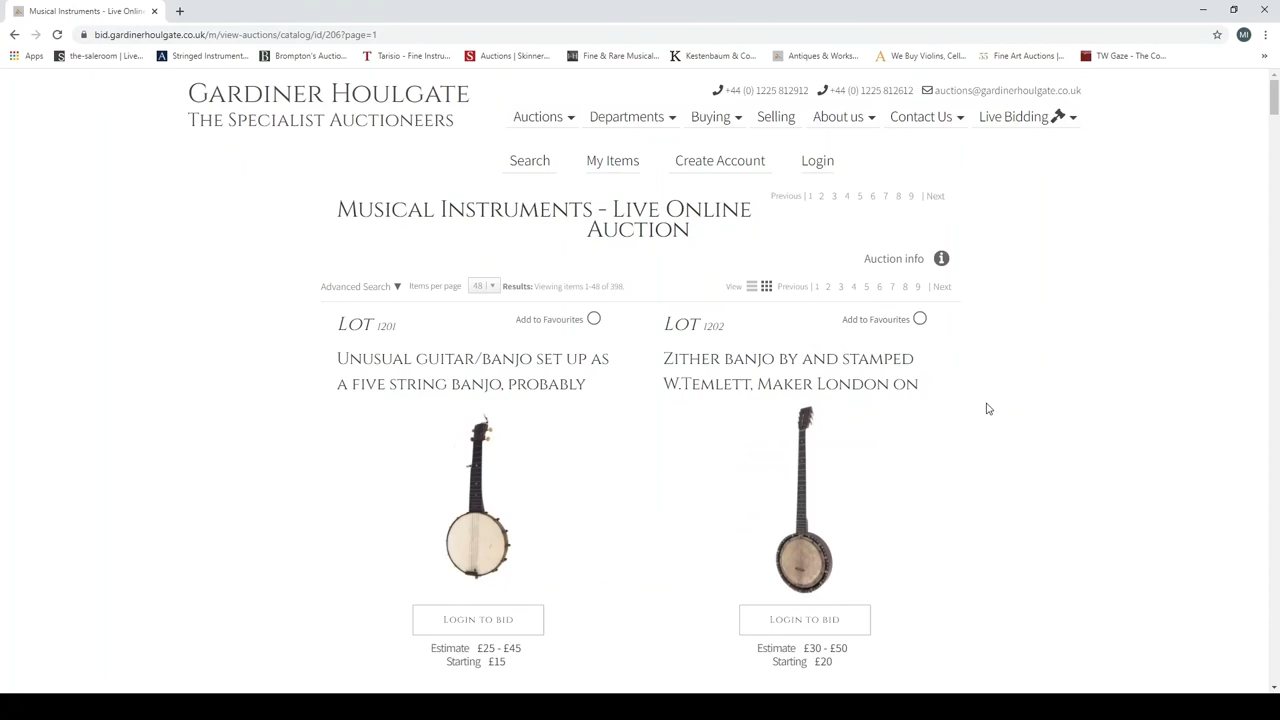 Musical Instruments - Live Onlin
bid.gardinerhoulgate.co.uk/m/view-auctions/catalog/id/206?page=1
MI
Apps
the-saleroom | Live...
Stringed Instrument...
Brompton's Auctio...
Tarisio - Fine Instru...
Auctions | Skinner...
Fine & Rare Musical...
Kestenbaum & Co...
Antiques & Works...
We Buy Violins, Cell...
Fine Art Auctions |...
TW Gaze - The Co...
»
GARDINER HOULGATE
THE SPECIALIST AUCTIONEERS
+44 (0) 1225 812912
+44 (0) 1225 812612
auctions@gardinerhoulgate.co.uk
Auctions
Departments
Buying
Selling
About us
Contact Us
Live Bidding
Search
My Items
Create Account
Login
MUSICAL INSTRUMENTS - LIVE ONLINE
AUCTION
Previous | 1 2 3 4 5 6 7 8 9 | Next
Auction info
Advanced Search ▼ Items per page 48 Results: Viewing items 1-48 of 398.
View Previous | 1 2 3 4 5 6 7 8 9 | Next
LOT 1201
Add to Favourites
UNUSUAL GUITAR/BANJO SET UP AS
A FIVE STRING BANJO, PROBABLY
LOGIN TO BID
Estimate £25 - £45
Starting £15
LOT 1202
Add to Favourites
ZITHER BANJO BY AND STAMPED
W.TEMLETT, MAKER LONDON ON
LOGIN TO BID
Estimate £30 - £50
Starting £20